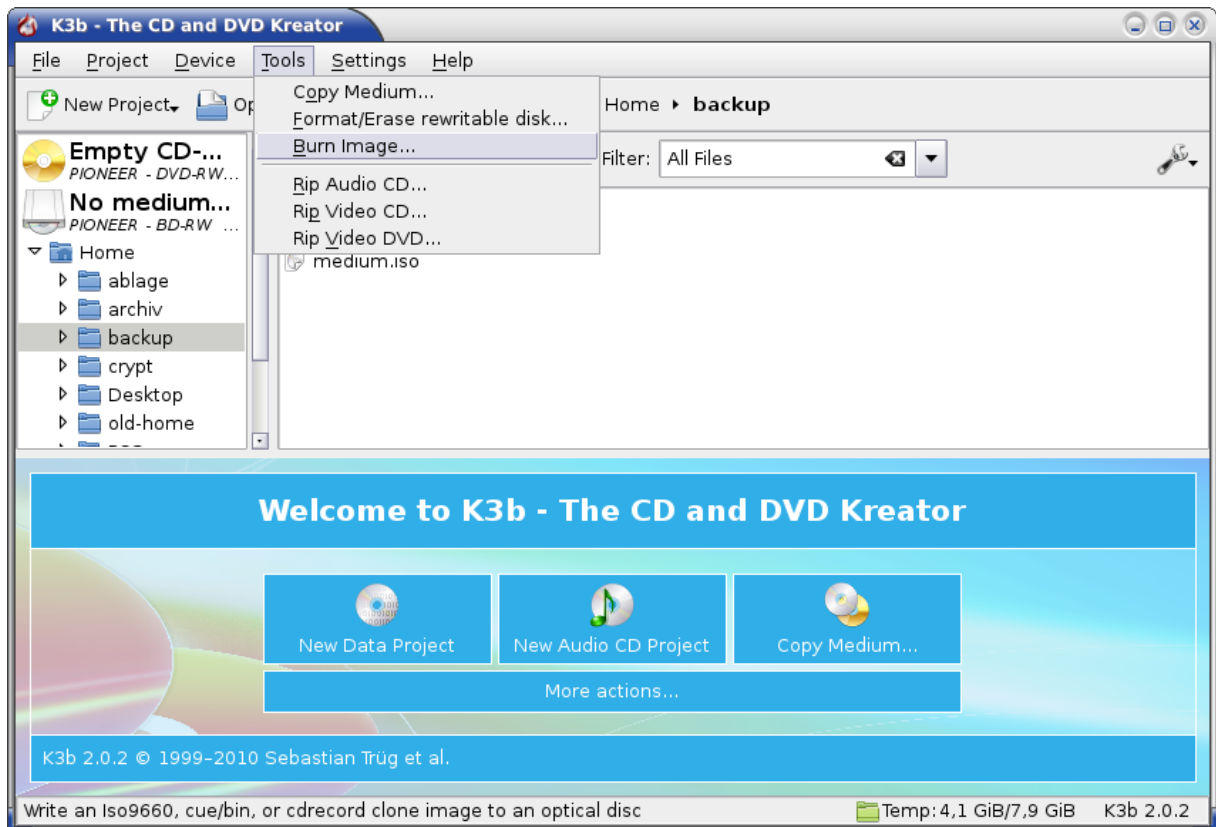 K3b - The CD and DVD Kreator
File Project Device Tools Settings Help
New Project
Home backup
Copy Medium...
Format/Erase rewritable disk...
Burn Image...
Rip Audio CD...
Rip Video CD...
Rip Video DVD...
Filter: All Files
Empty CD-...
PIONEER - DVD-RW...
No medium...
PIONEER - BD-RW ...
Home
ablage
archiv
backup
crypt
Desktop
old-home
medium.iso
Welcome to K3b - The CD and DVD Kreator
New Data Project
New Audio CD Project
Copy Medium...
More actions...
K3b 2.0.2 © 1999–2010 Sebastian Trüg et al.
Write an Iso9660, cue/bin, or cdrecord clone image to an optical disc
Temp: 4,1 GiB/7,9 GiB
K3b 2.0.2